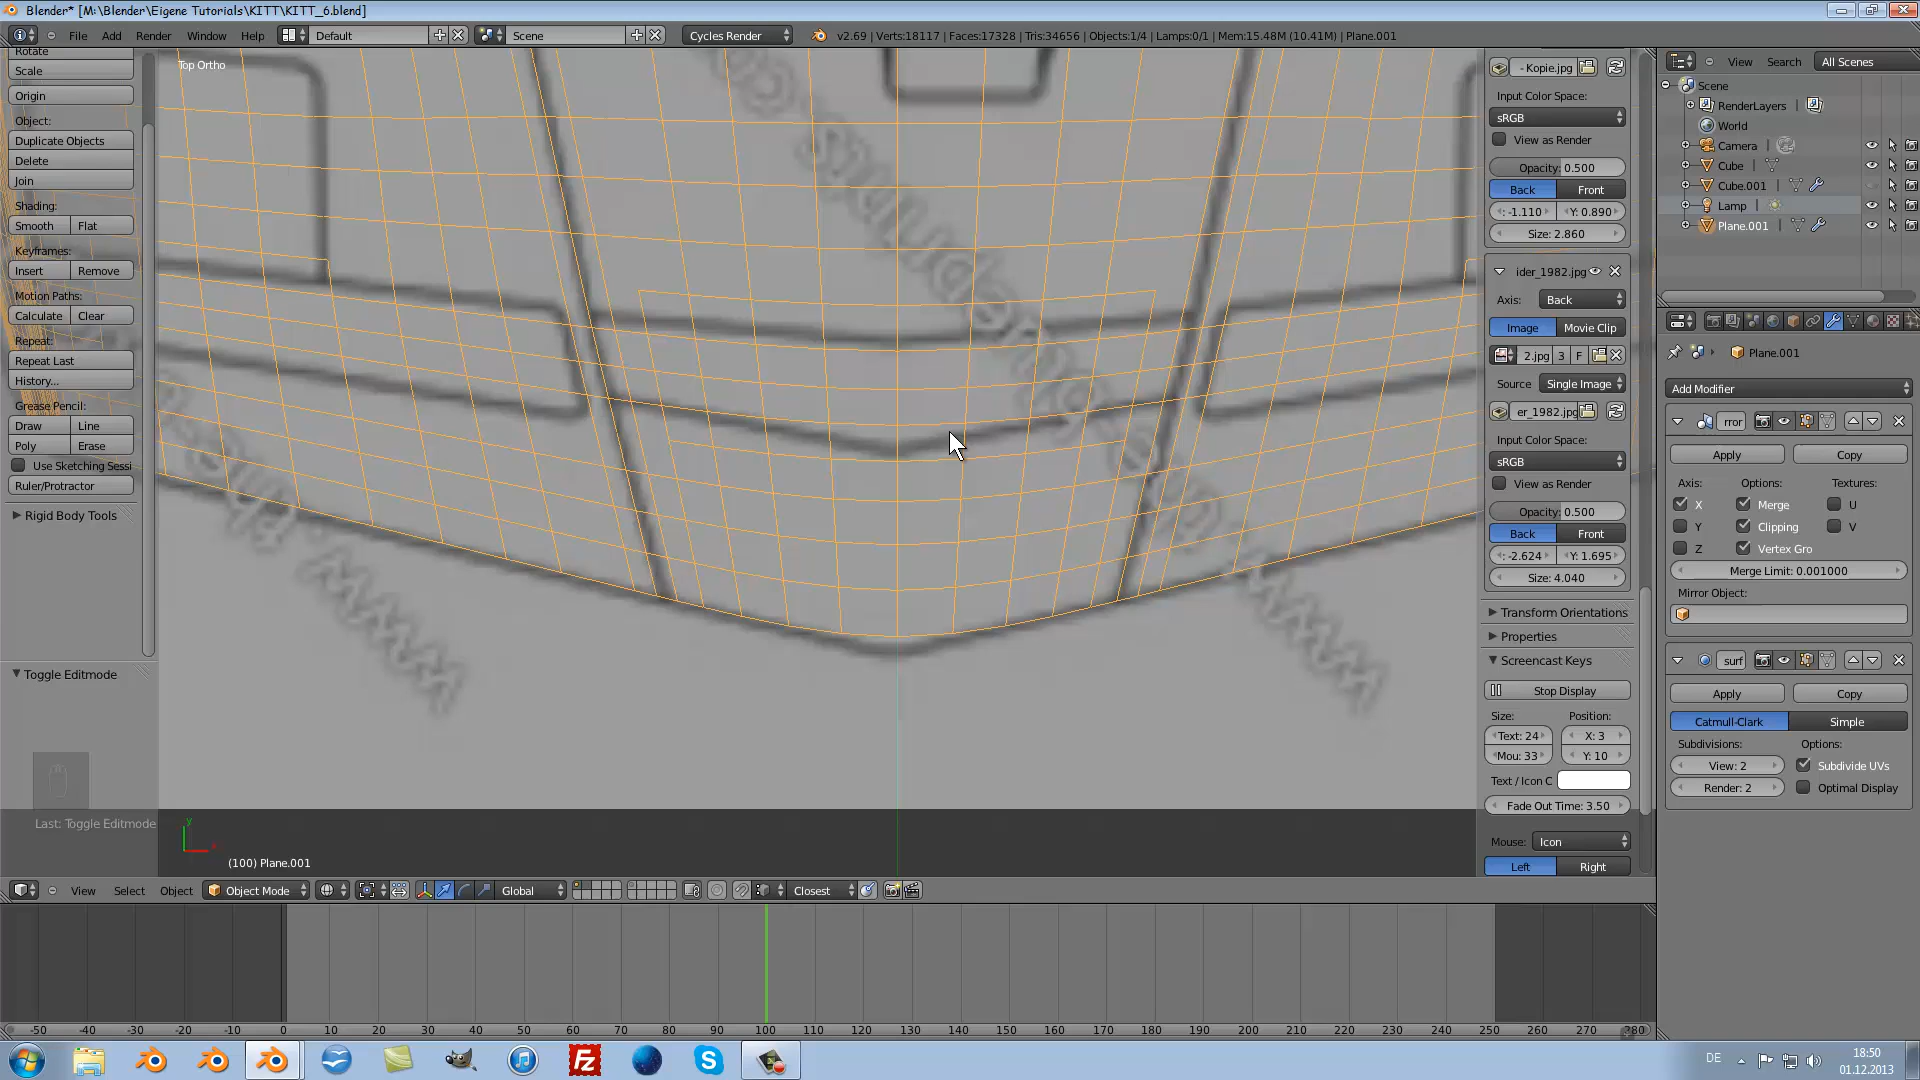 Blender* [M:\Blender\Eigene Tutorials\KITT\KITT_6.blend]
File Add Render Window Help Default Scene Cycles Render v2.69 | Verts:18117 | Faces:17328 | Tris:34656 | Objects:1/4 | Lamps:0/1 | Mem:15.48M (10.41M) | Plane.001
Rotate
Scale
Origin
Object:
Duplicate Objects
Delete
Join
Shading:
Smooth Flat
Keyframes:
Insert Remove
Motion Paths:
Calculate Clear
Repeat:
Repeat Last
History...
Grease Pencil:
Draw Line
Poly Erase
Use Sketching Sessi
Ruler/Protractor
Rigid Body Tools
Toggle Editmode
Last: Toggle Editmode
Top Ortho
(100) Plane.001
- Kopie.jpg
Input Color Space:
sRGB
View as Render
Opacity: 0.500
Back Front
: -1.110 Y: 0.890
Size: 2.860
ider_1982.jpg
Axis: Back
Image Movie Clip
2.jpg 3 F
Source Single Image
er_1982.jpg
Input Color Space:
sRGB
View as Render
Opacity: 0.500
Back Front
: -2.624 Y: 1.695
Size: 4.040
Transform Orientations
Properties
Screencast Keys
Stop Display
Size: Position:
Text: 24 X: 3
Mou: 33 Y: 10
Text / Icon C
Fade Out Time: 3.50
Mouse: Icon
Left Right
View Search All Scenes
Scene
RenderLayers
World
Camera
Cube
Cube.001
Lamp
Plane.001
Plane.001
Add Modifier
rror
Apply Copy
Axis: Options: Textures:
X Merge U
Y Clipping V
Z Vertex Gro
Merge Limit: 0.001000
Mirror Object:
surf
Apply Copy
Catmull-Clark Simple
Subdivisions: Options:
View: 2 Subdivide UVs
Render: 2 Optimal Display
View Select Object Object Mode Global Closest
-50 -40 -30 -20 -10 0 10 20 30 40 50 60 70 80 90 100 110 120 130 140 150 160 170 180 190 200 210 220 230 240 250 260 270 280
DE 18:50
01.12.2013